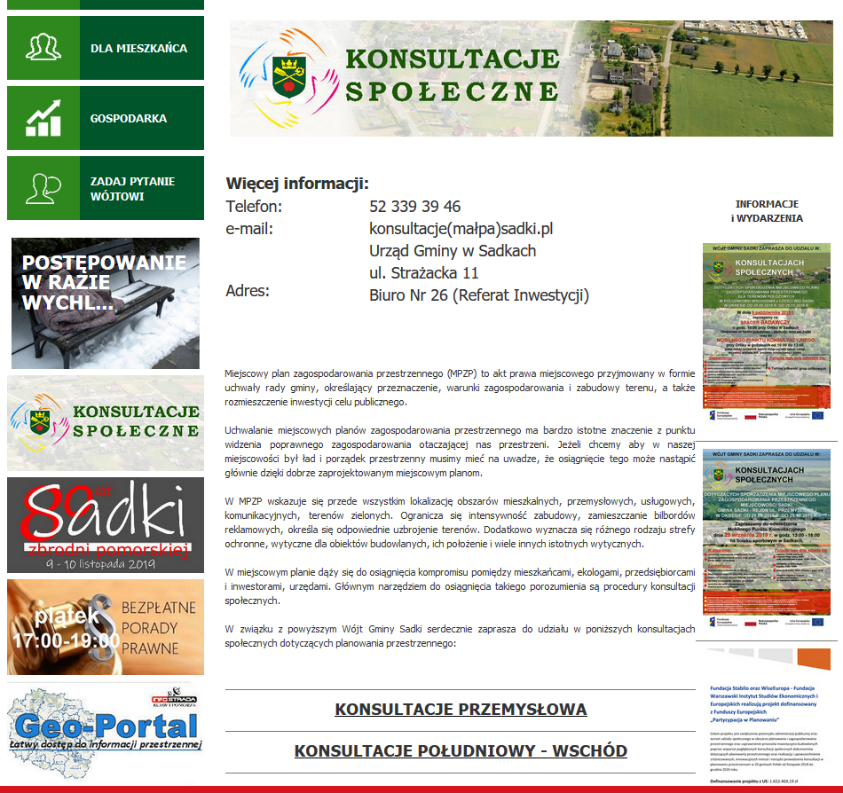 DLA MIESZKAŃCA
GOSPODARKA
ZADAJ PYTANIE
WÓJTOWI
POSTĘPOWANIE
W RAZIE
WYCHL...
KONSULTACJE
SPOŁECZNE
80 lat
Sadki
zbrodni pomorskiej
9 - 10 listopada 2019
piątek
17:00-19:00
BEZPŁATNE
PORADY
PRAWNE
INFOSTRADA
Geo-Portal
Łatwy dostęp do informacji przestrzennej
KONSULTACJE
SPOŁECZNE
Więcej informacji:
Telefon: 52 339 39 46
e-mail: konsultacje(małpa)sadki.pl
Urząd Gminy w Sadkach
ul. Strażacka 11
Adres: Biuro Nr 26 (Referat Inwestycji)
Miejscowy plan zagospodarowania przestrzennego (MPZP) to akt prawa miejscowego przyjmowany w formie
uchwały rady gminy, określający przeznaczenie, warunki zagospodarowania i zabudowy terenu, a także
rozmieszczenie inwestycji celu publicznego.
Uchwalanie miejscowych planów zagospodarowania przestrzennego ma bardzo istotne znaczenie z punktu
widzenia poprawnego zagospodarowania otaczającej nas przestrzeni. Jeżeli chcemy aby w naszej
miejscowości był ład i porządek przestrzenny musimy mieć na uwadze, że osiągnięcie tego może nastąpić
głównie dzięki dobrze zaprojektowanym miejscowym planom.
W MPZP wskazuje się przede wszystkim lokalizację obszarów mieszkalnych, przemysłowych, usługowych,
komunikacyjnych, terenów zielonych. Ogranicza się intensywność zabudowy, zamieszczanie bilbordów
reklamowych, określa się odpowiednie uzbrojenie terenów. Dodatkowo wyznacza się różnego rodzaju strefy
ochronne, wytyczne dla obiektów budowlanych, ich położenie i wiele innych istotnych wytycznych.
W miejscowym planie dąży się do osiągnięcia kompromisu pomiędzy mieszkańcami, ekologami, przedsiębiorcami
i inwestorami, urzędami. Głównym narzędziem do osiągnięcia takiego porozumienia są procedury konsultacji
społecznych.
W związku z powyższym Wójt Gminy Sadki serdecznie zaprasza do udziału w poniższych konsultacjach
społecznych dotyczących planowania przestrzennego:
KONSULTACJE PRZEMYSŁOWA
KONSULTACJE POŁUDNIOWY - WSCHÓD
INFORMACJE
i WYDARZENIA
WÓJT GMINY SADKI ZAPRASZA DO UDZIAŁU W:
KONSULTACJACH
SPOŁECZNYCH
WÓJT GMINY SADKI ZAPRASZA DO UDZIAŁU W:
KONSULTACJACH
SPOŁECZNYCH
Fundacja Stabilo oraz WiseEuropa - Fundacja
Warszawski Instytut Studiów Ekonomicznych i
Europejskich realizują projekt dofinansowany
z Funduszy Europejskich
„Partycypacja w Planowaniu"